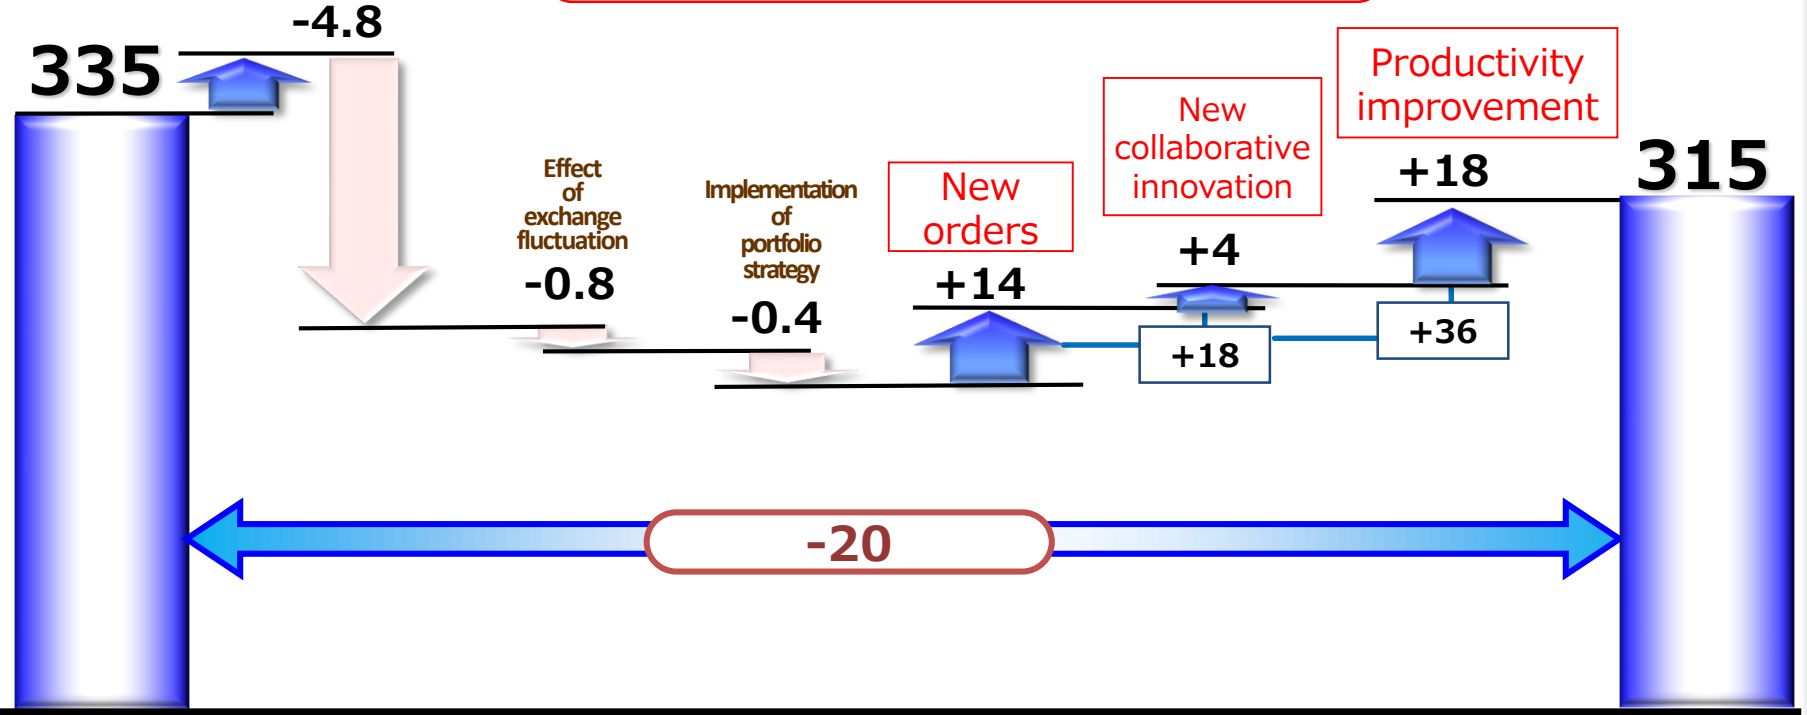 -4.8
335
Effect
of
exchange
fluctuation
-0.8
Implementation
of
portfolio
strategy
-0.4
New
orders
+14
New
collaborative
innovation
+4
+18
Productivity
improvement
+18
+36
315
-20